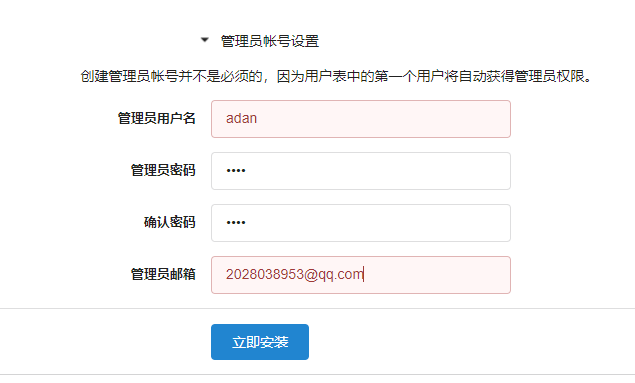 管理员帐号设置
创建管理员帐号并不是必须的，因为用户表中的第一个用户将自动获得管理员权限。
管理员用户名 adan
管理员密码 ••••
确认密码 ••••
管理员邮箱 2028038953@qq.com
立即安装